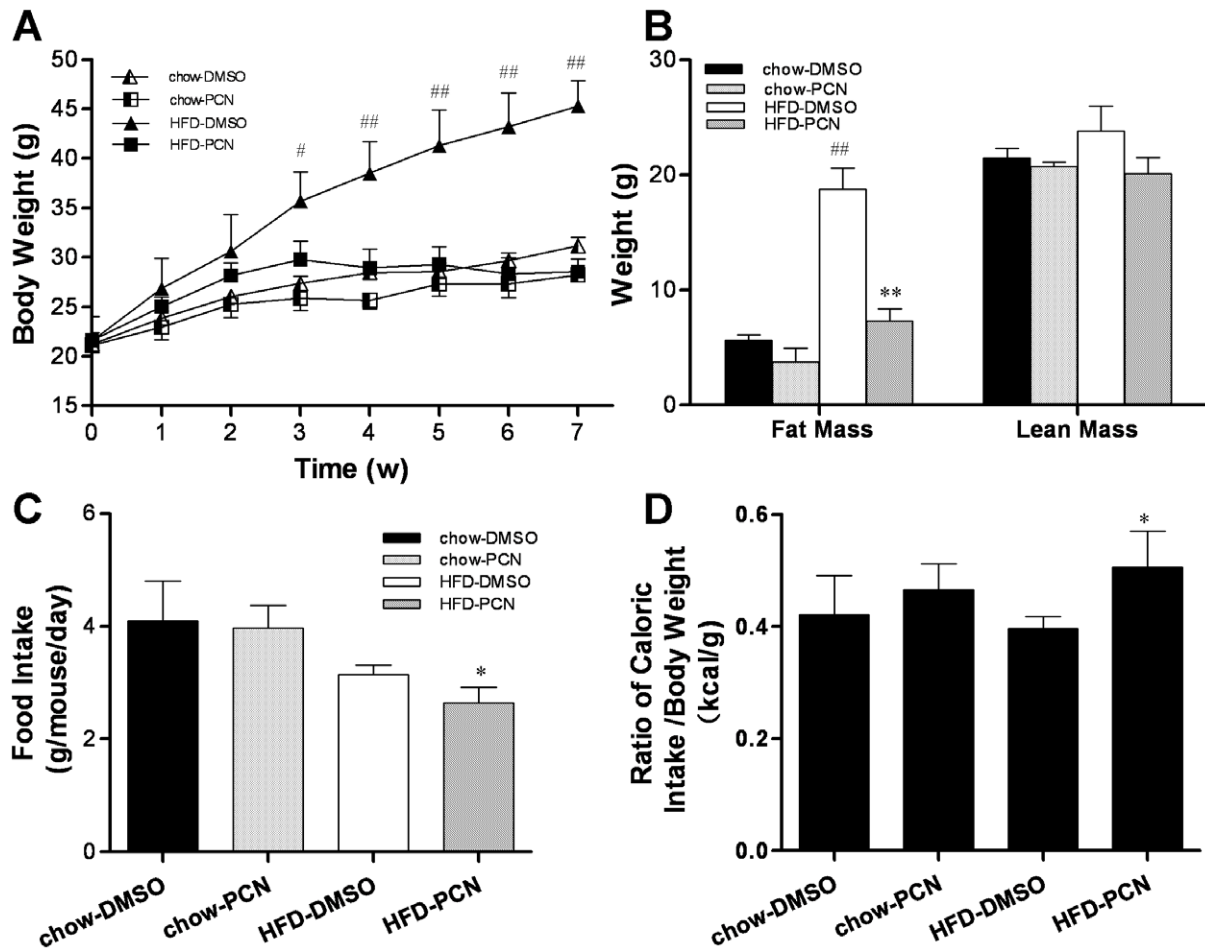 A
Body Weight (g)
50
45
40
35
30
25
20
15
chow-DMSO
chow-PCN
HFD-DMSO
HFD-PCN
#
##
##
##
##
0 1 2 3 4 5 6 7
Time (w)
B
Weight (g)
30
20
10
0
chow-DMSO
chow-PCN
HFD-DMSO
HFD-PCN
##
**
Fat Mass Lean Mass
C
Food Intake
(g/mouse/day)
6
4
2
0
chow-DMSO
chow-PCN
HFD-DMSO
HFD-PCN
*
chow-DMSO
chow-PCN
HFD-DMSO
HFD-PCN
D
Ratio of Caloric
Intake /Body Weight
(kcal/g)
0.6
0.4
0.2
0.0
*
chow-DMSO
chow-PCN
HFD-DMSO
HFD-PCN